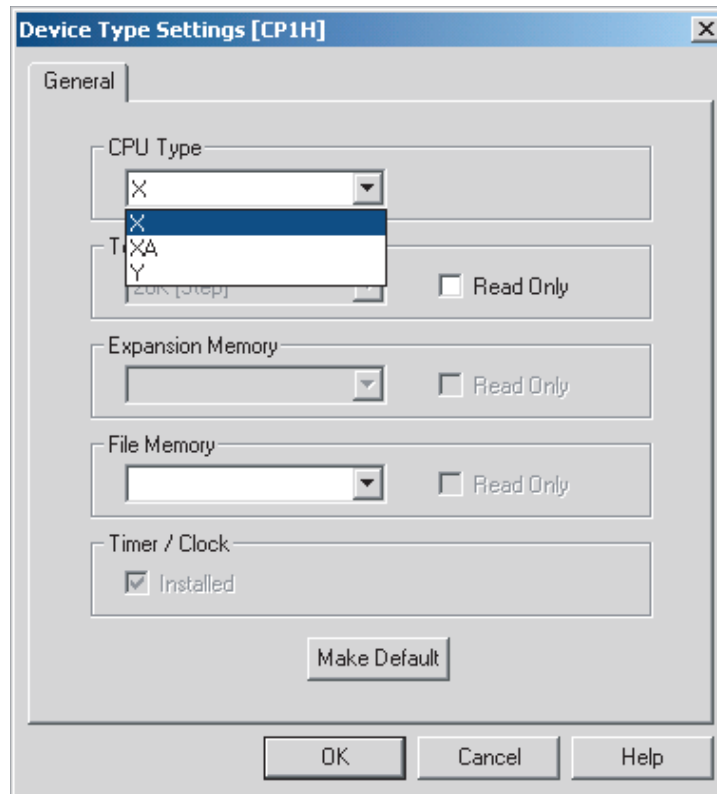 Device Type Settings [CP1H]
General
CPU Type
X
X
XA
Y
Read Only
Expansion Memory
Read Only
File Memory
Read Only
Timer / Clock
Installed
Make Default
OK Cancel Help